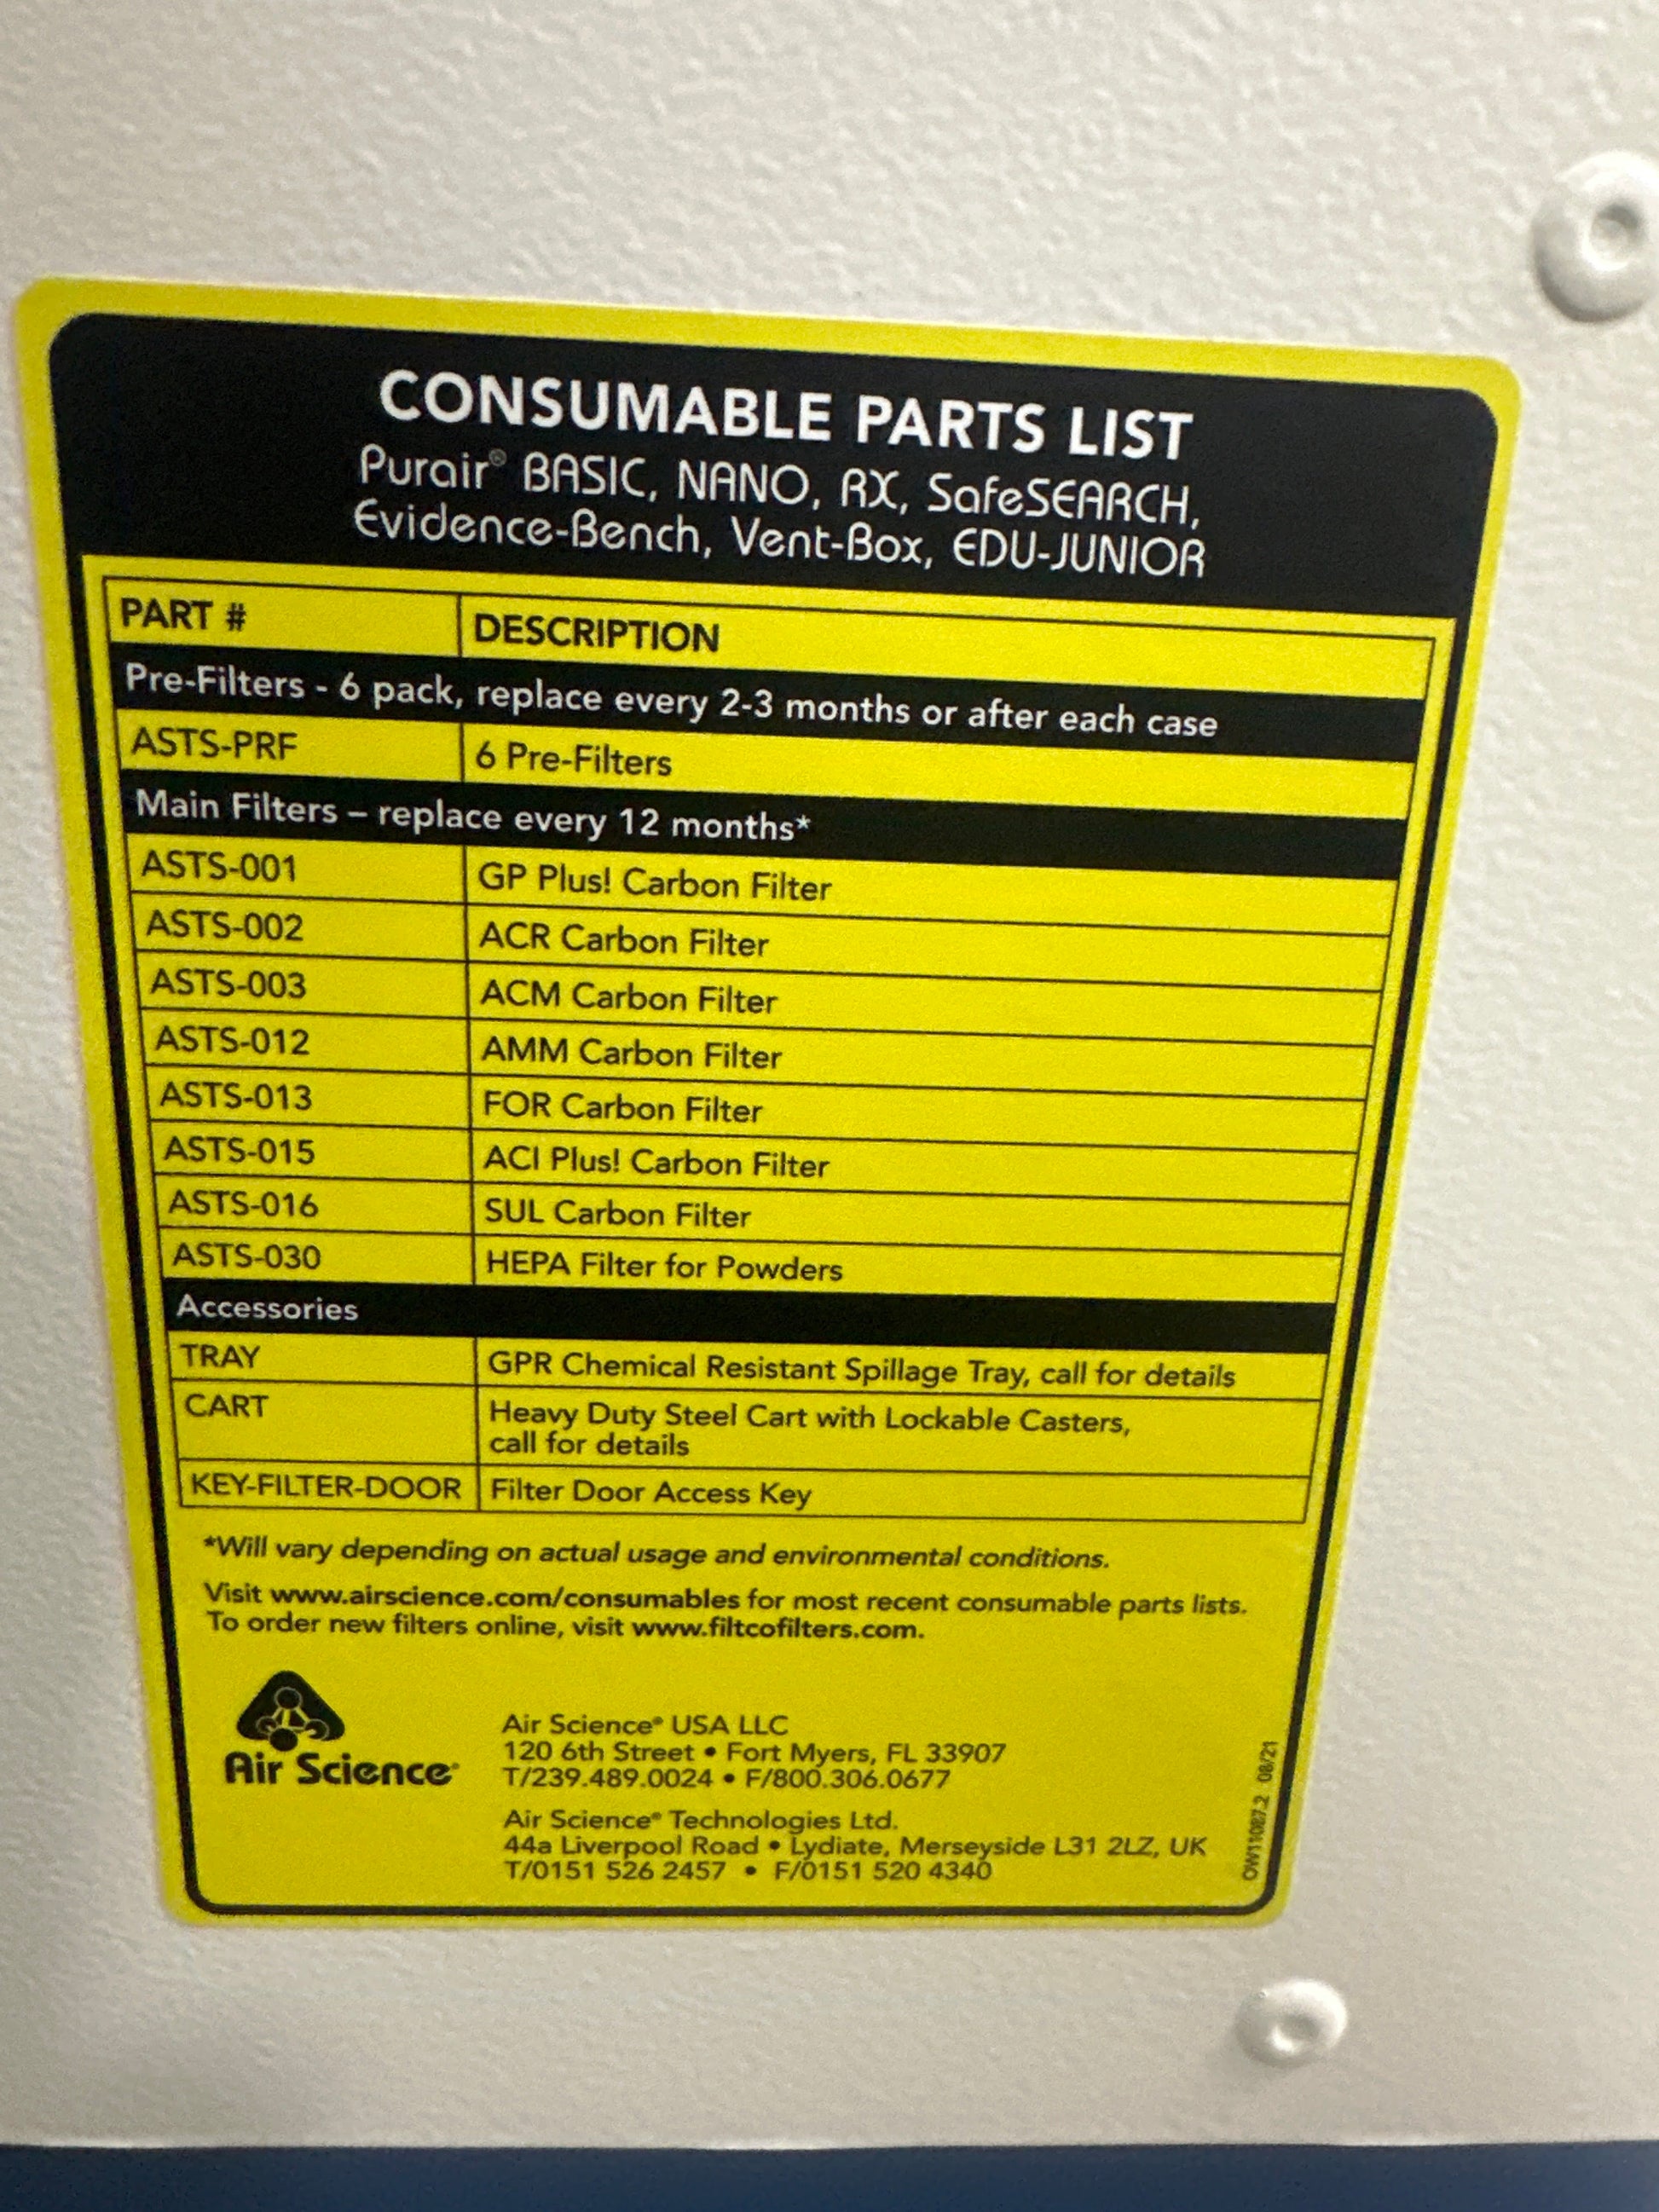 CONSUMABLE PARTS LIST
Purair® BASIC, NANO, RX, SafeSEARCH,
Evidence-Bench, Vent-Box, EDU-JUNIOR
PART # DESCRIPTION
Pre-Filters - 6 pack, replace every 2-3 months or after each case
ASTS-PRF 6 Pre-Filters
Main Filters – replace every 12 months*
ASTS-001 GP Plus! Carbon Filter
ASTS-002 ACR Carbon Filter
ASTS-003 ACM Carbon Filter
ASTS-012 AMM Carbon Filter
ASTS-013 FOR Carbon Filter
ASTS-015 ACI Plus! Carbon Filter
ASTS-016 SUL Carbon Filter
ASTS-030 HEPA Filter for Powders
Accessories
TRAY GPR Chemical Resistant Spillage Tray, call for details
CART Heavy Duty Steel Cart with Lockable Casters,
call for details
KEY-FILTER-DOOR Filter Door Access Key
*Will vary depending on actual usage and environmental conditions.
Visit www.airscience.com/consumables for most recent consumable parts lists.
To order new filters online, visit www.filtcofilters.com.
Air Science®
Air Science® USA LLC
120 6th Street • Fort Myers, FL 33907
T/239.489.0024 • F/800.306.0677
Air Science® Technologies Ltd.
44a Liverpool Road • Lydiate, Merseyside L31 2LZ, UK
T/0151 526 2457 • F/0151 520 4340
OW11087.2 08/21